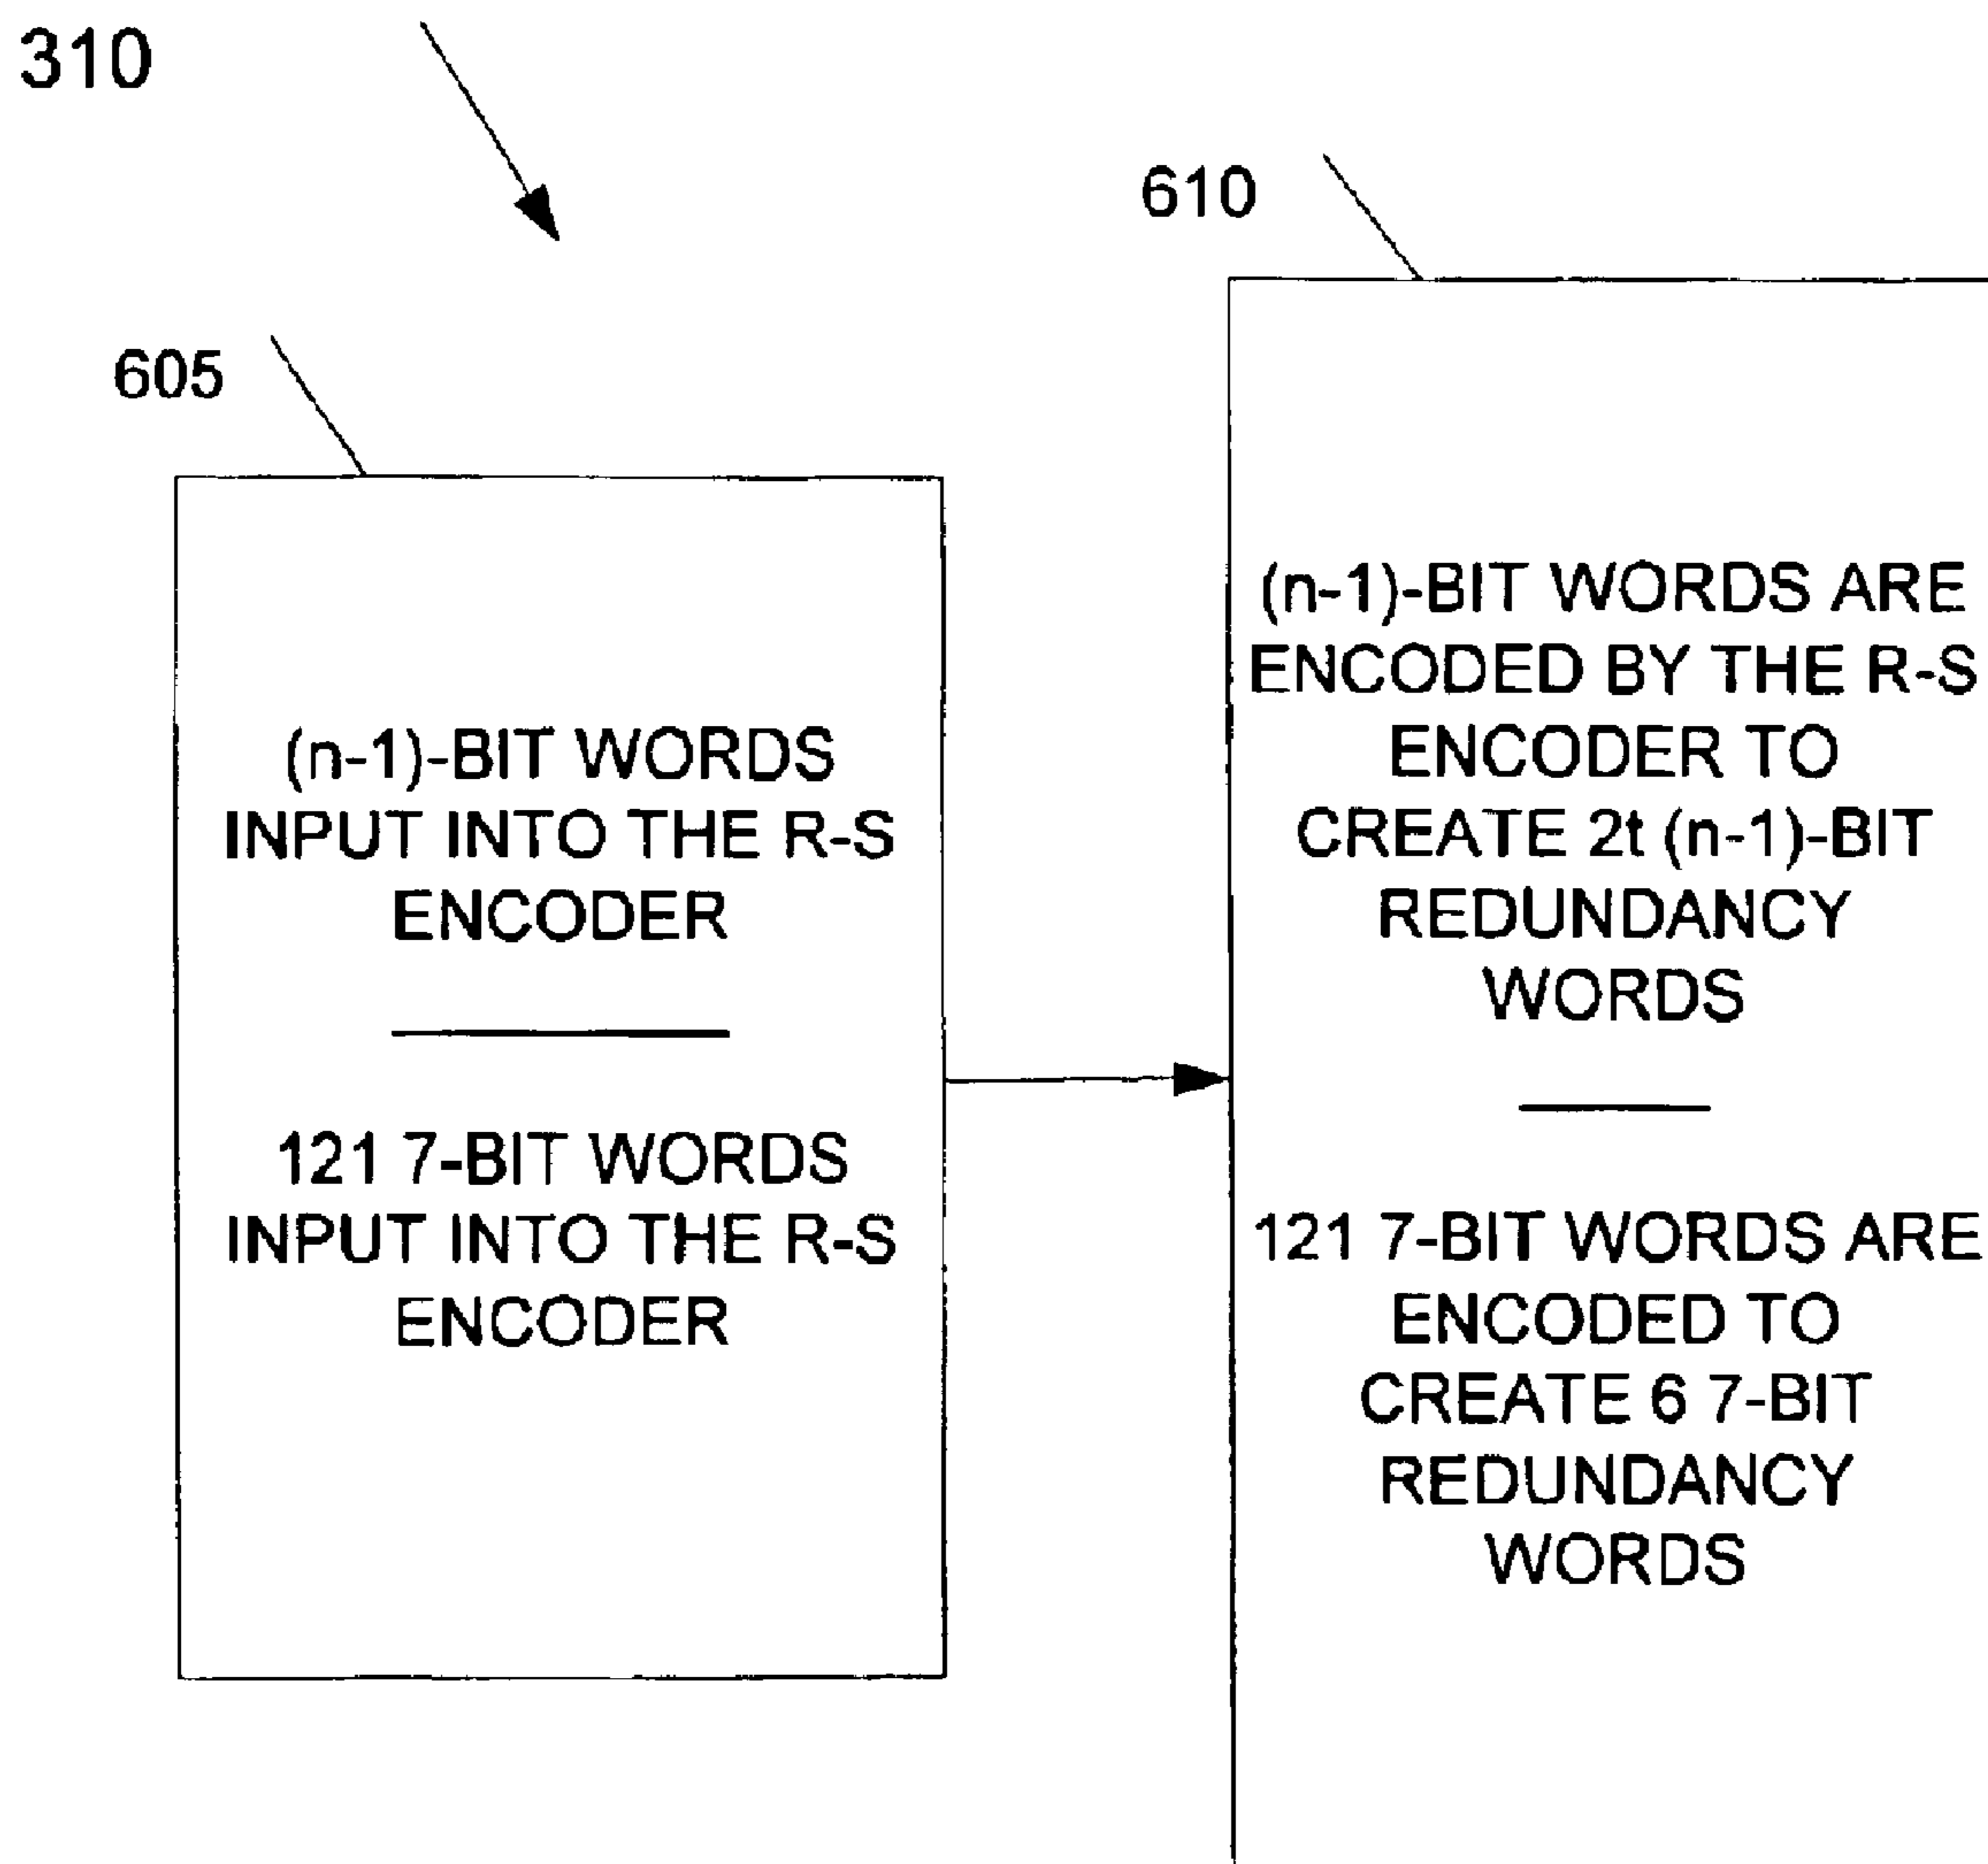 310
605
(n-1)-BIT WORDS
INPUT INTO THE R-S
ENCODER
121 7-BIT WORDS
INPUT INTO THE R-S
ENCODER
610
(n-1)-BIT WORDS ARE
ENCODED BY THE R-S
ENCODER TO
CREATE 2t (n-1)-BIT
REDUNDANCY
WORDS
121 7-BIT WORDS ARE
ENCODED TO
CREATE 6 7-BIT
REDUNDANCY
WORDS